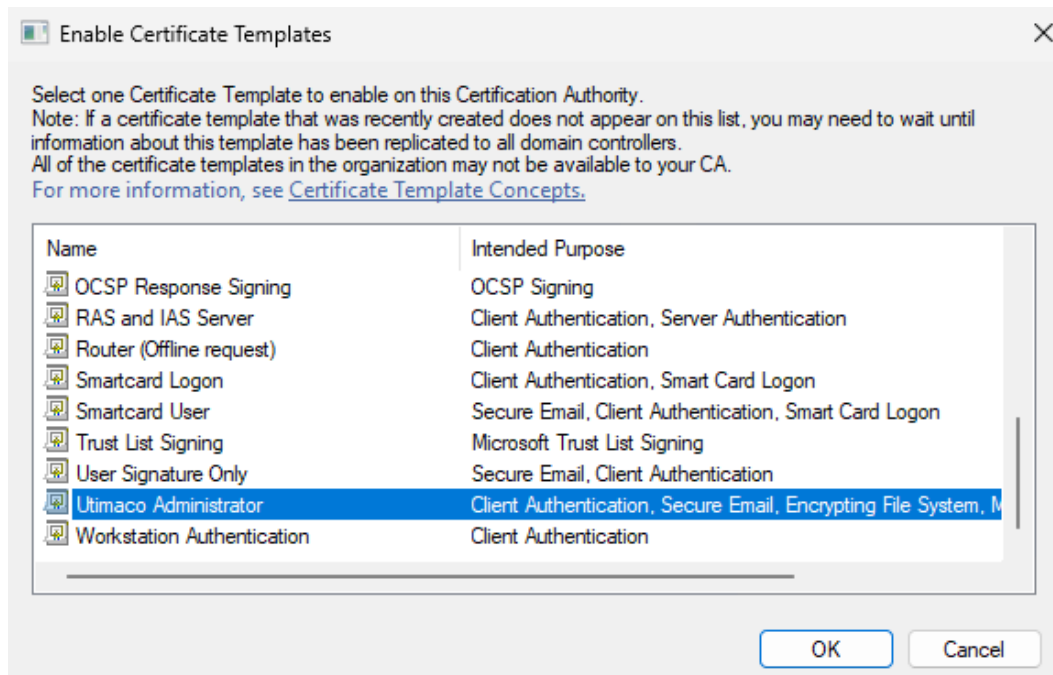 Enable Certificate Templates
Select one Certificate Template to enable on this Certification Authority.
Note: If a certificate template that was recently created does not appear on this list, you may need to wait until
information about this template has been replicated to all domain controllers.
All of the certificate templates in the organization may not be available to your CA.
For more information, see Certificate Template Concepts.
Name Intended Purpose
OCSP Response Signing OCSP Signing
RAS and IAS Server Client Authentication, Server Authentication
Router (Offline request) Client Authentication
Smartcard Logon Client Authentication, Smart Card Logon
Smartcard User Secure Email, Client Authentication, Smart Card Logon
Trust List Signing Microsoft Trust List Signing
User Signature Only Secure Email, Client Authentication
Utimaco Administrator Client Authentication, Secure Email, Encrypting File System, M
Workstation Authentication Client Authentication
OK Cancel